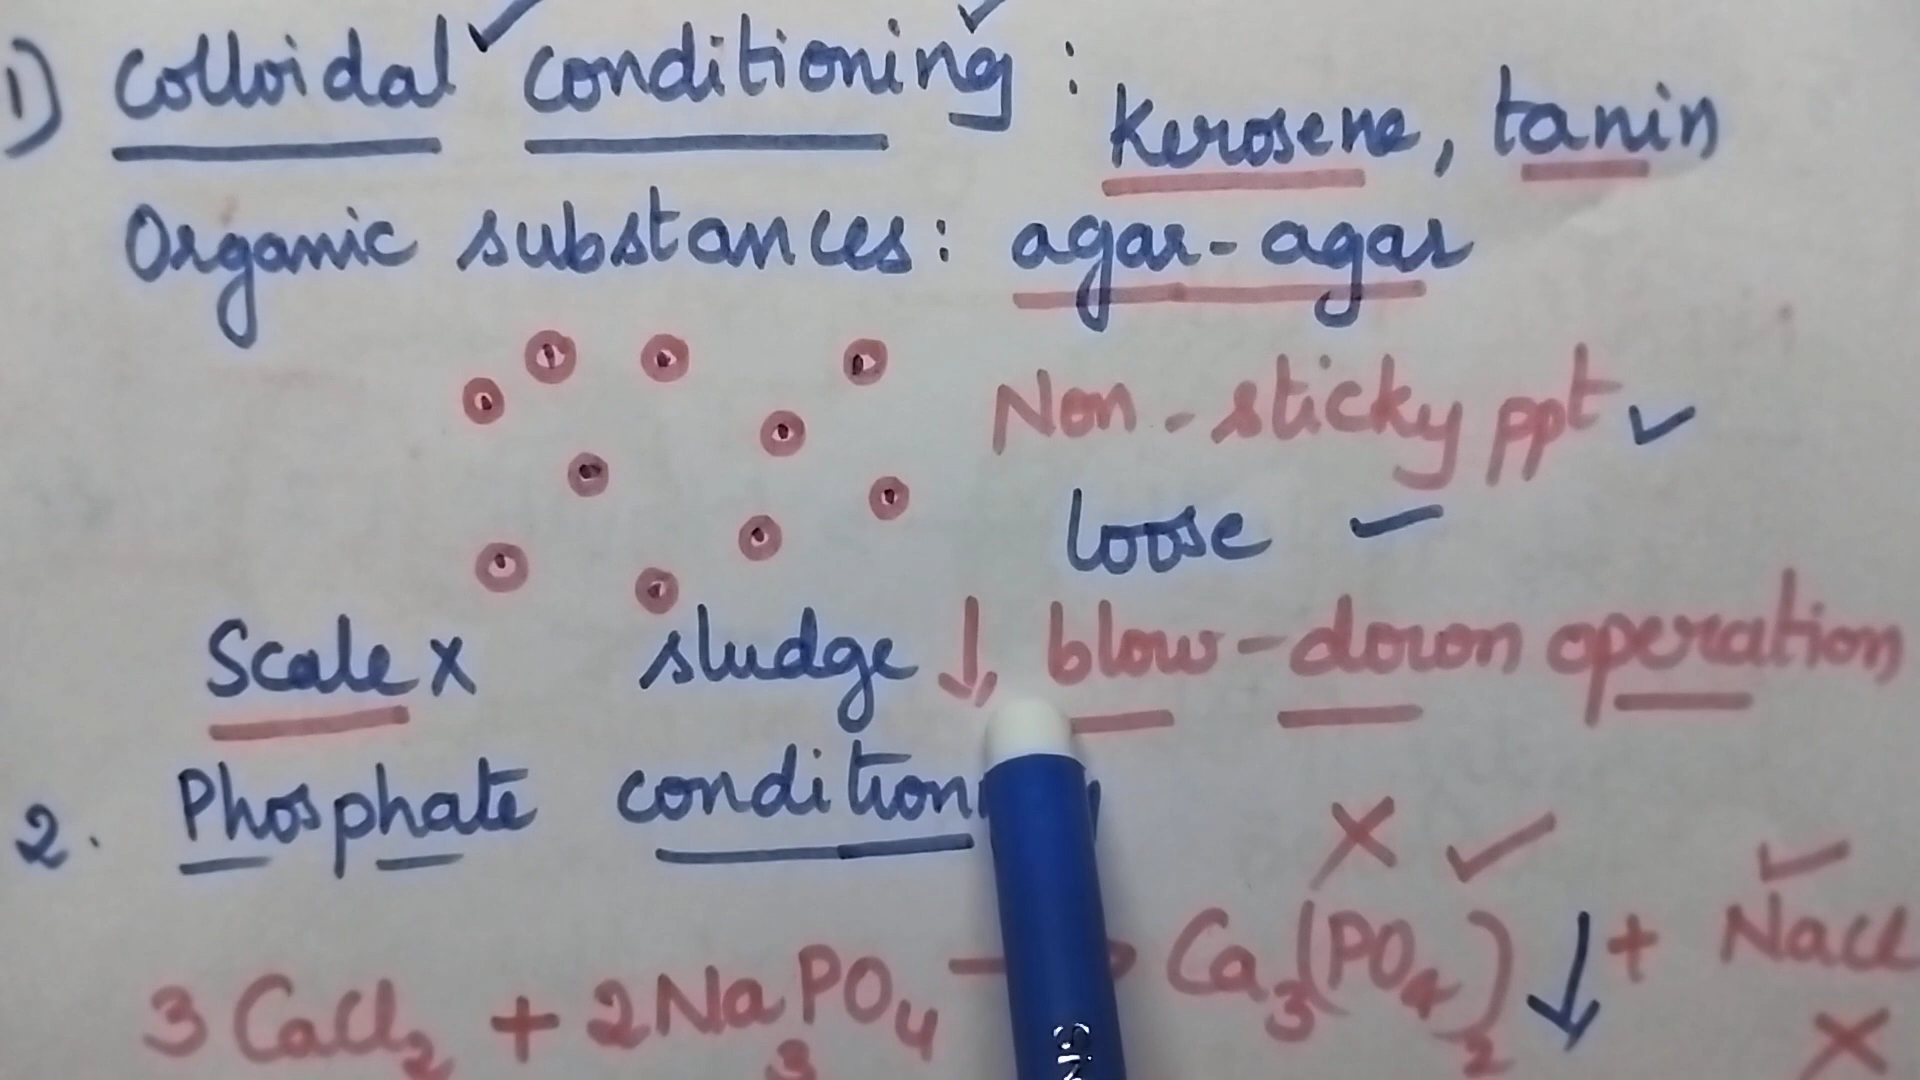 1) Colloidal conditioning :
Kerosene, tanin
Organic substances: agar-agar
Non-sticky ppt
loose
Scale x sludge ↓ blow-down operation
2. Phosphate
3 CaCl₂ + 2Na₃PO₄ → Ca₃(PO₄)₂ ↓ + NaCl